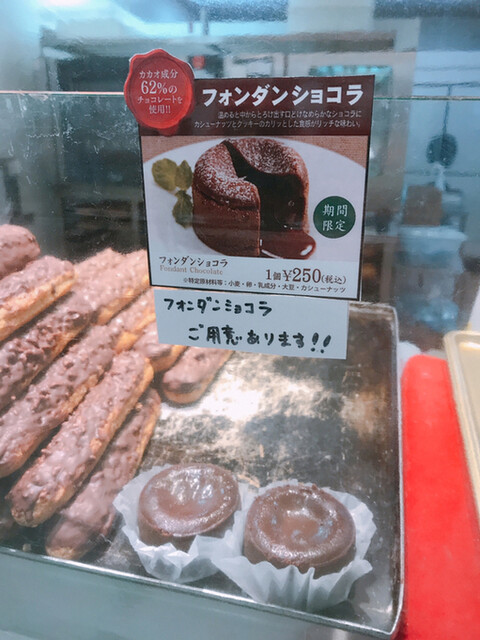 カカオ成分
62%の
チョコレートを
使用!!
フォンダンショコラ
温めると中からとろけ出す口どけなめらかなショコラに
カシューナッツとクッキーのカリッとした食感がリッチな味わい。
期間
限定
フォンダンショコラ
Fondant Chocolate
1個¥250(税込)
※特定原材料等:小麦・卵・乳成分・大豆・カシューナッツ
フォンダンショコラ
ご用意あります!!